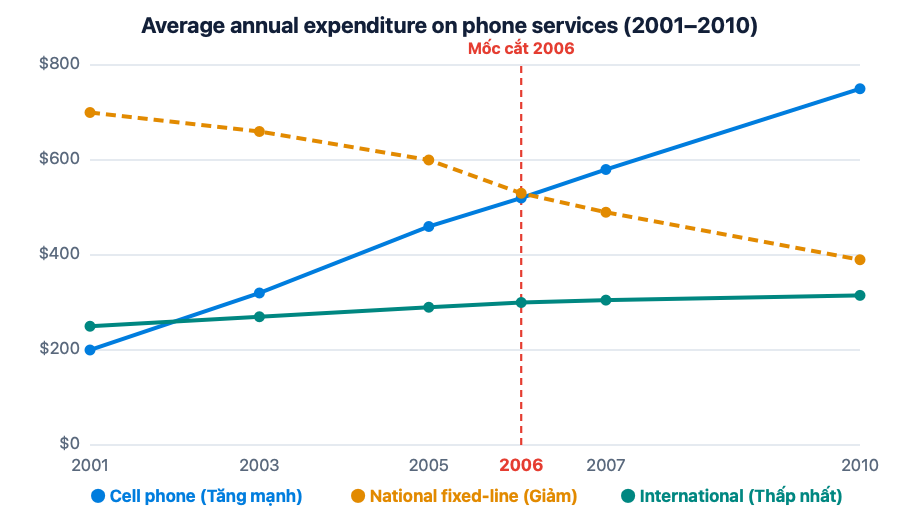 Average annual expenditure on phone services (2001–2010)
Mốc cắt 2006
$800
$600
$400
$200
$0
2001 2003 2005 2006 2007 2010
Cell phone (Tăng mạnh) National fixed-line (Giảm) International (Thấp nhất)